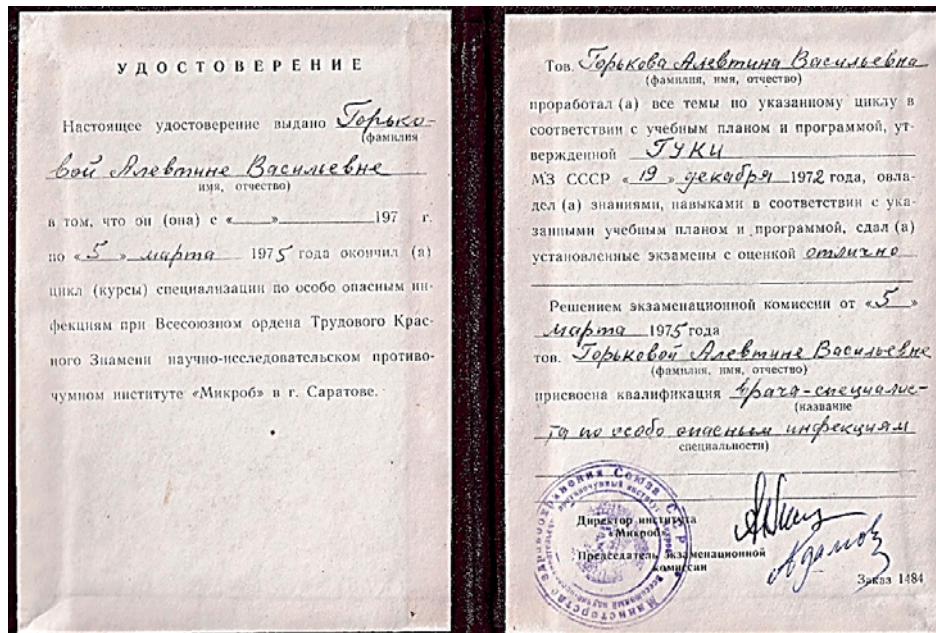 УДОСТОВЕРЕНИЕ
Настоящее удостоверение выдано Горько-
(фамилия
вой Алевтине Васильевне
имя, отчество)
в том, что он (она) с «____»____________197 г.
по «5» марта 1975 года окончил (а)
цикл (курсы) специализации по особо опасным ин-
фекциям при Всесоюзном ордена Трудового Крас-
ного Знамени научно-исследовательском противо-
чумном институте «Микроб» в г. Саратове.
Тов. Горькова Алевтина Васильевна
(фамилия, имя, отчество)
проработал (а) все темы по указанному циклу в
соответствии с учебным планом и программой, ут-
вержденной ГУКИ
МЗ СССР «19» декабря 1972 года, овла-
дел (а) знаниями, навыками в соответствии с ука-
занными учебным планом и программой, сдал (а)
установленные экзамены с оценкой отлично
Решением экзаменационной комиссии от «5»
марта 1975 года
тов. Горьковой Алевтине Васильевне
(фамилия, имя, отчество)
присвоена квалификация врача-специалис-
(название
та по особо опасным инфекциям
специальности)
Директор института
«Микроб»
Председатель экзаменационной
комиссии
Заказ 1484
Министерство здравоохранения Союза ССР